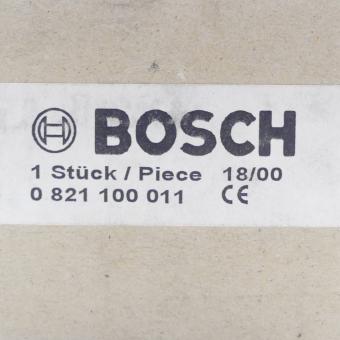 BOSCH
1 Stück / Piece 18/00
0 821 100 011 CE